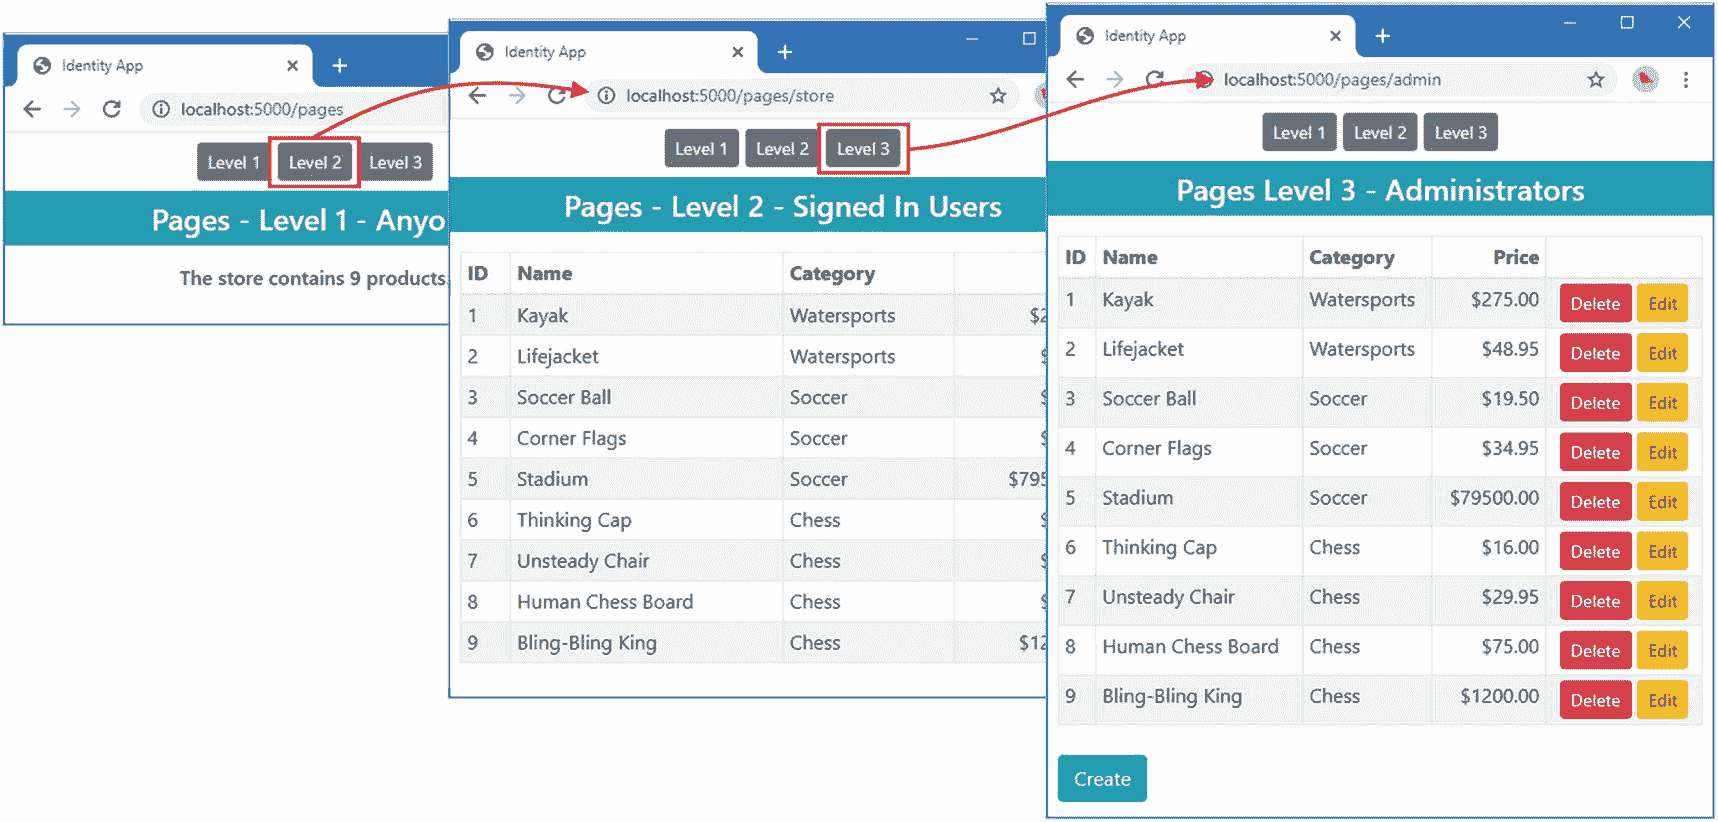 Identity App
localhost:5000/pages
Level 1 Level 2 Level 3
Pages - Level 1 - Anyo
The store contains 9 products.
Identity App
localhost:5000/pages/store
Level 1 Level 2 Level 3
Pages - Level 2 - Signed In Users
ID Name Category
1 Kayak Watersports $2
2 Lifejacket Watersports $
3 Soccer Ball Soccer $
4 Corner Flags Soccer $
5 Stadium Soccer $795
6 Thinking Cap Chess $
7 Unsteady Chair Chess $
8 Human Chess Board Chess $
9 Bling-Bling King Chess $12
Identity App
localhost:5000/pages/admin
Level 1 Level 2 Level 3
Pages Level 3 - Administrators
ID Name Category Price
1 Kayak Watersports $275.00 Delete Edit
2 Lifejacket Watersports $48.95 Delete Edit
3 Soccer Ball Soccer $19.50 Delete Edit
4 Corner Flags Soccer $34.95 Delete Edit
5 Stadium Soccer $79500.00 Delete Edit
6 Thinking Cap Chess $16.00 Delete Edit
7 Unsteady Chair Chess $29.95 Delete Edit
8 Human Chess Board Chess $75.00 Delete Edit
9 Bling-Bling King Chess $1200.00 Delete Edit
Create